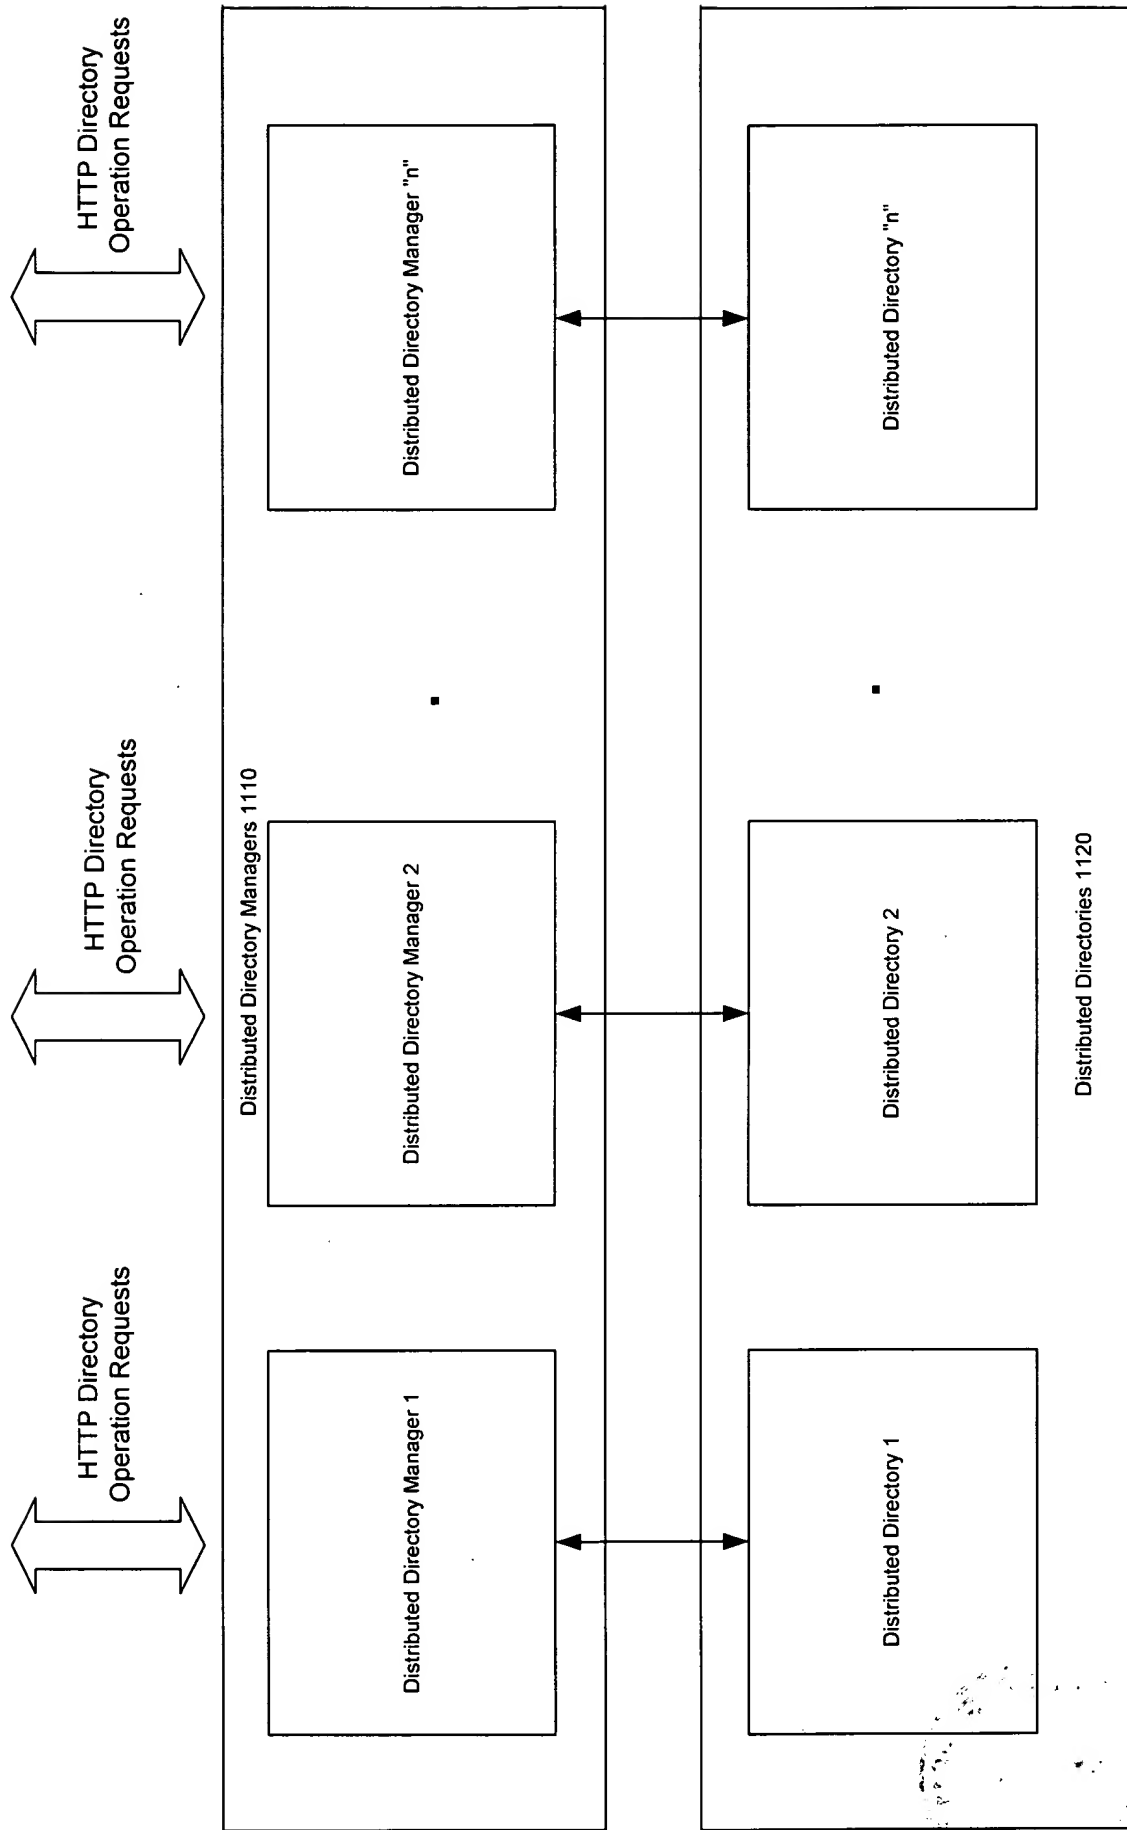 HTTP Directory
Operation Requests
HTTP Directory
Operation Requests
HTTP Directory
Operation Requests
Distributed Directory Managers 1110
Distributed Directory Manager 1
Distributed Directory Manager 2
Distributed Directory Manager "n"
Distributed Directory 1
Distributed Directory 2
Distributed Directory "n"
Distributed Directories 1120